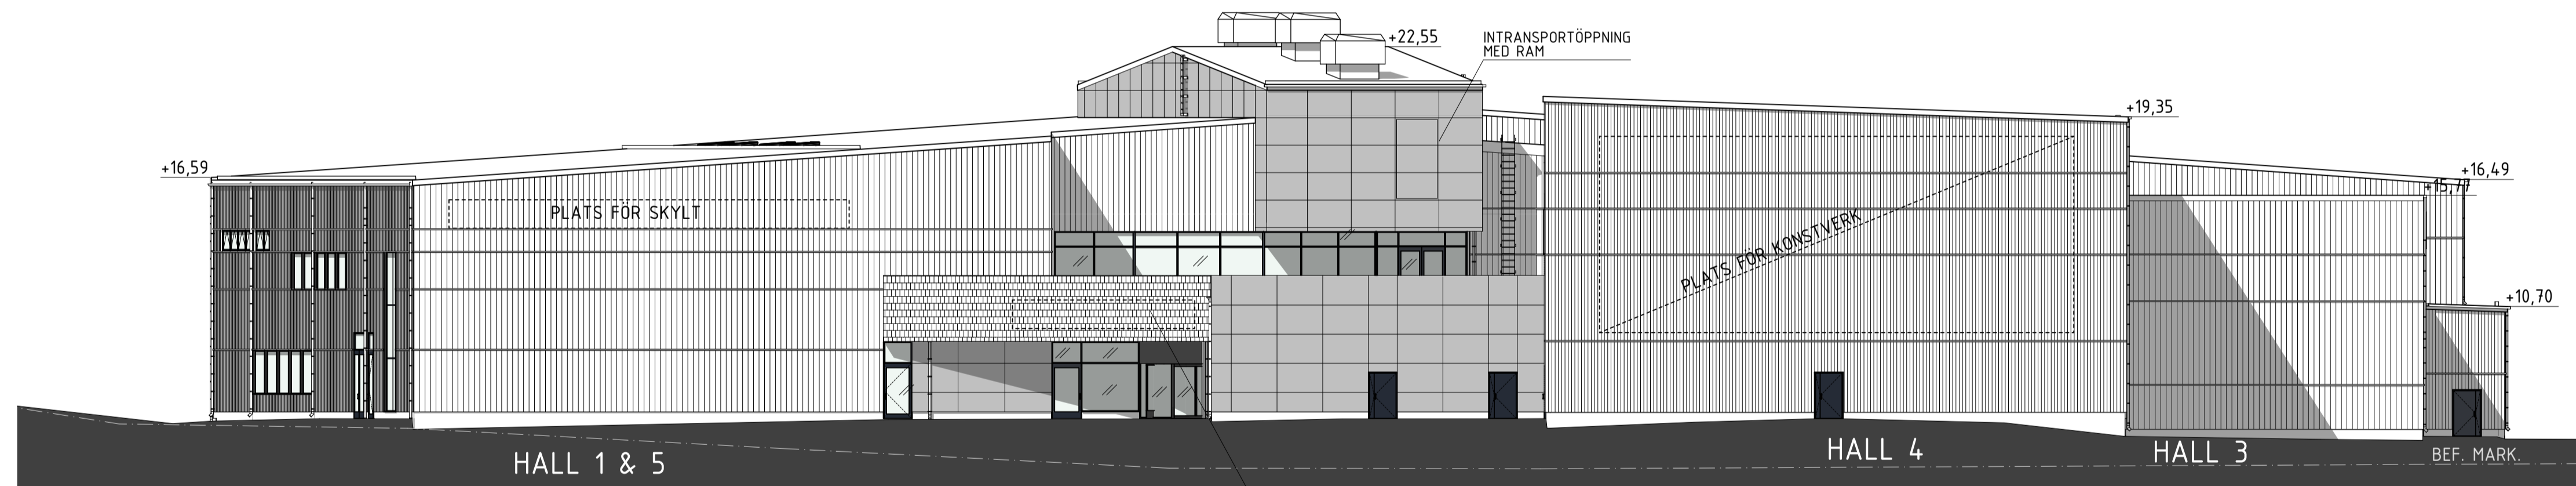 +22,55
INTRANSPORTÖPPNING
MED RAM
+19,35
+16,59
+16,49
+15,77
PLATS FÖR SKYLT
PLATS FÖR KONSTVERK
+10,70
HALL 1 & 5
HALL 4
HALL 3
BEF. MARK.